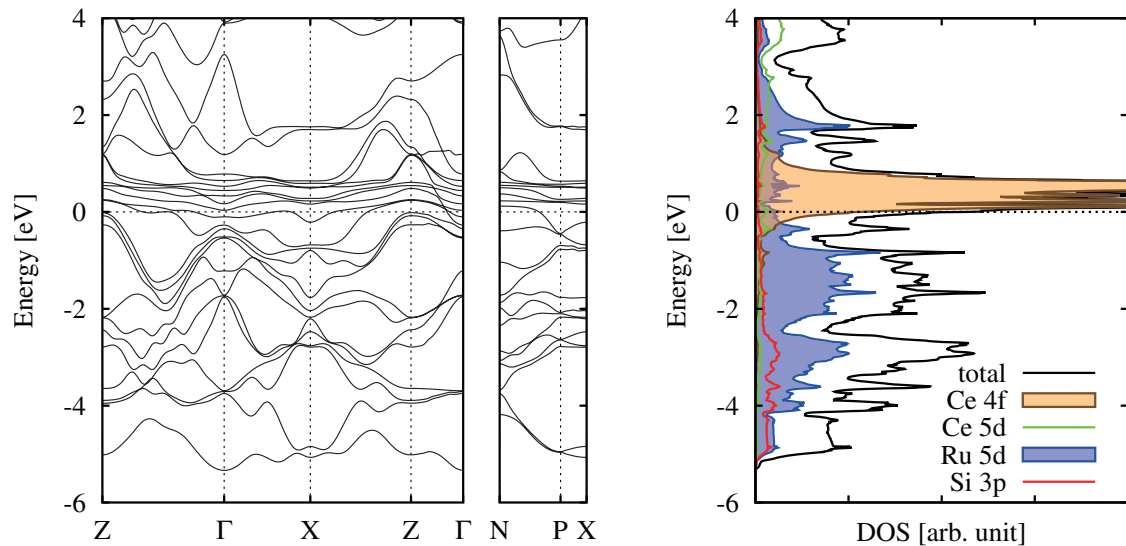 4
2
0
-2
-4
-6
Energy [eV]
Z Γ X Z Γ N P X
4
2
0
-2
-4
-6
Energy [eV]
total
Ce 4f
Ce 5d
Ru 5d
Si 3p
DOS [arb. unit]